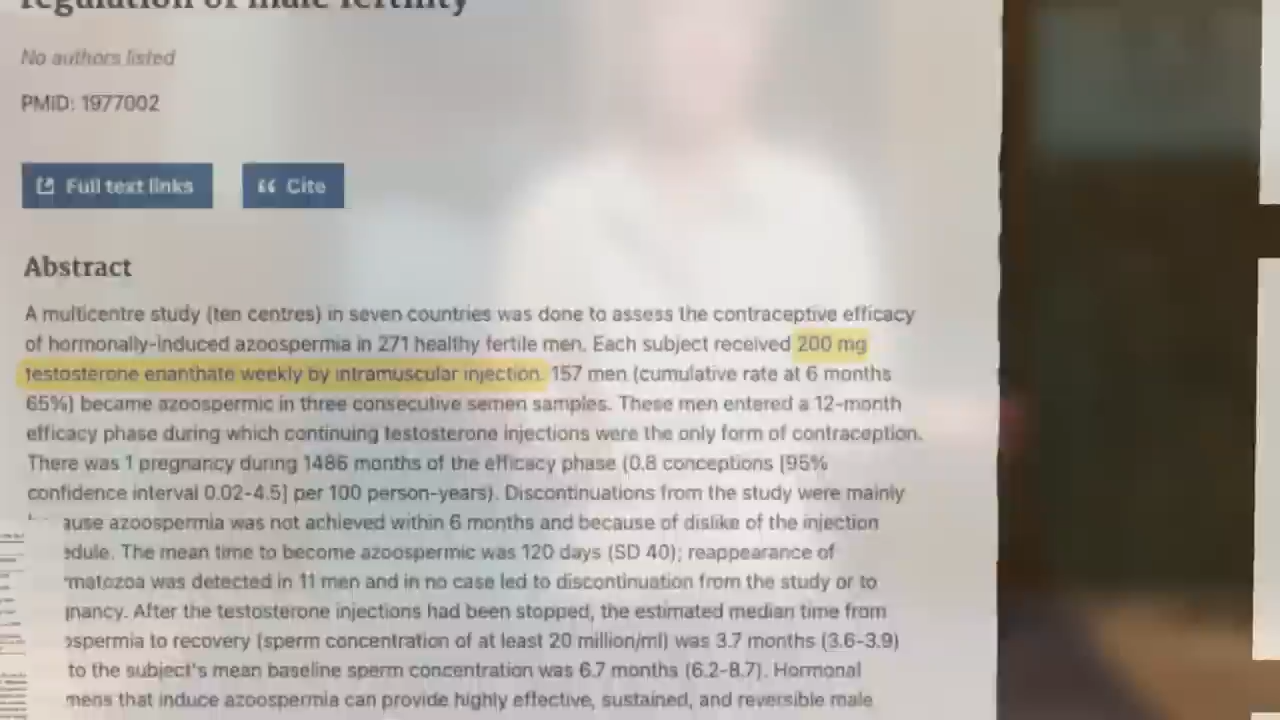 regulation of male fertility
No authors listed
PMID: 1977002
Full text links
Cite
Abstract
A multicentre study (ten centres) in seven countries was done to assess the contraceptive efficacy
of hormonally-induced azoospermia in 271 healthy fertile men. Each subject received 200 mg
testosterone enanthate weekly by intramuscular injection. 157 men (cumulative rate at 6 months
65%) became azoospermic in three consecutive semen samples. These men entered a 12-month
efficacy phase during which continuing testosterone injections were the only form of contraception.
There was 1 pregnancy during 1486 months of the efficacy phase (0.8 conceptions [95%
confidence interval 0.02-4.5] per 100 person-years). Discontinuations from the study were mainly
ause azoospermia was not achieved within 6 months and because of dislike of the injection
edule. The mean time to become azoospermic was 120 days (SD 40); reappearance of
matozoa was detected in 11 men and in no case led to discontinuation from the study or to
gnancy. After the testosterone injections had been stopped, the estimated median time from
ospermia to recovery (sperm concentration of at least 20 million/ml) was 3.7 months (3.6-3.9)
to the subject's mean baseline sperm concentration was 6.7 months (6.2-8.7). Hormonal
mens that induce azoospermia can provide highly effective, sustained, and reversible male